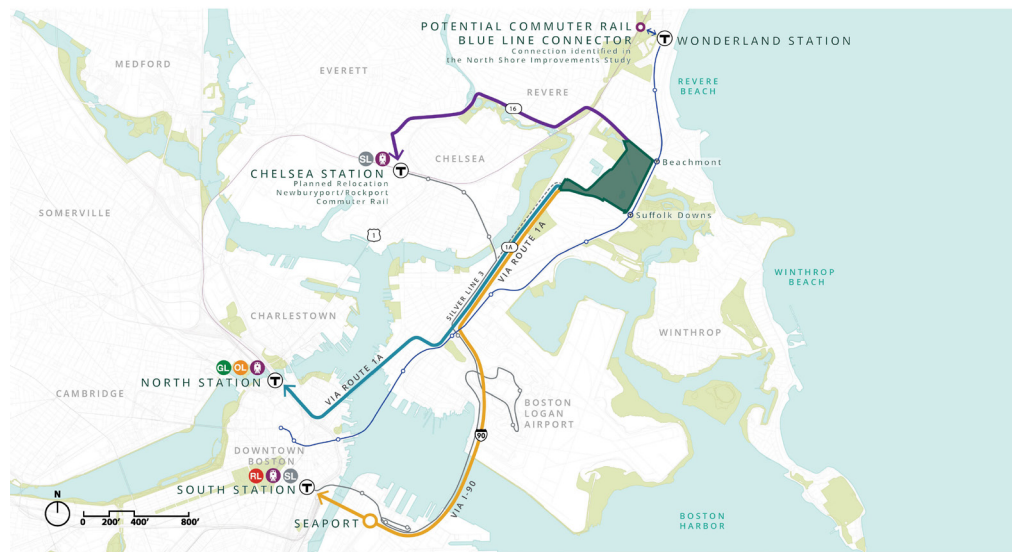 POTENTIAL COMMUTER RAIL
BLUE LINE CONNECTOR
Connection identified in
the North Shore Improvements Study
T
WONDERLAND STATION
MEDFORD
EVERETT
REVERE
REVERE
BEACH
16
SL
CHELSEA STATION
T
Planned Relocation
Newburyport/Rockport
Commuter Rail
CHELSEA
Beachmont
SOMERVILLE
Suffolk Downs
1
1A
VIA ROUTE 1A
SILVER LINE 3
WINTHROP
BEACH
CHARLESTOWN
WINTHROP
GL
OL
NORTH STATION
T
VIA ROUTE 1A
CAMBRIDGE
BOSTON
LOGAN
AIRPORT
90
DOWNTOWN
BOSTON
RL
SL
SOUTH STATION
T
VIA I-90
SEAPORT
N
0 200' 400' 800'
BOSTON
HARBOR